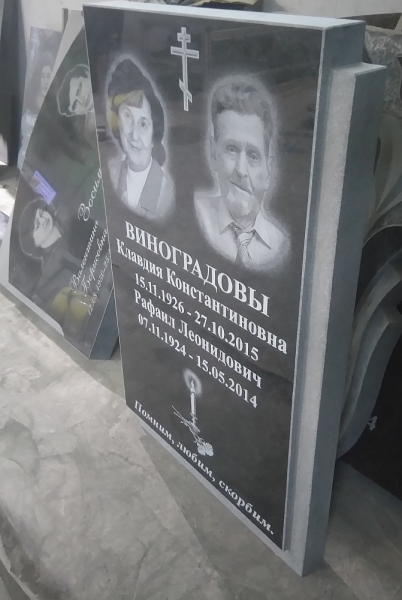 ВИНОГРАДОВЫ
Клавдия Константиновна
15.11.1926 - 27.10.2015
Рафаил Леонидович
07.11.1924 - 15.05.2014
Помним, любим, скорбим.